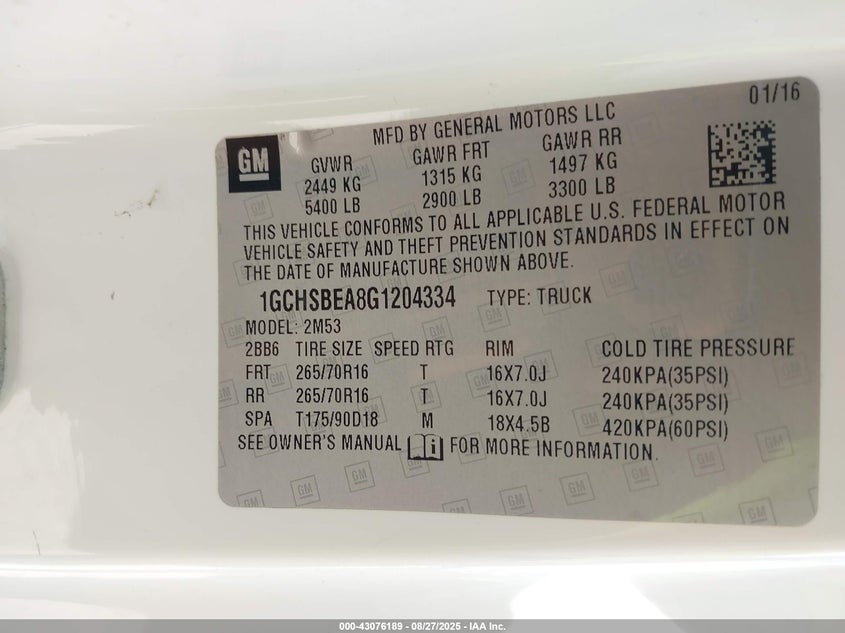 01/16
MFD BY GENERAL MOTORS LLC
GM
GVWR GAWR FRT GAWR RR
2449 KG 1315 KG 1497 KG
5400 LB 2900 LB 3300 LB
THIS VEHICLE CONFORMS TO ALL APPLICABLE U.S. FEDERAL MOTOR
VEHICLE SAFETY AND THEFT PREVENTION STANDARDS IN EFFECT ON
THE DATE OF MANUFACTURE SHOWN ABOVE.
1GCHSBEA8G1204334 TYPE: TRUCK
MODEL: 2M53
2BB6 TIRE SIZE SPEED RTG RIM COLD TIRE PRESSURE
FRT 265/70R16 T 16X7.0J 240KPA(35PSI)
RR 265/70R16 T 16X7.0J 240KPA(35PSI)
SPA T175/90D18 M 18X4.5B 420KPA(60PSI)
SEE OWNER'S MANUAL FOR MORE INFORMATION.
000-43076189 - 08/27/2025 - IAA Inc.